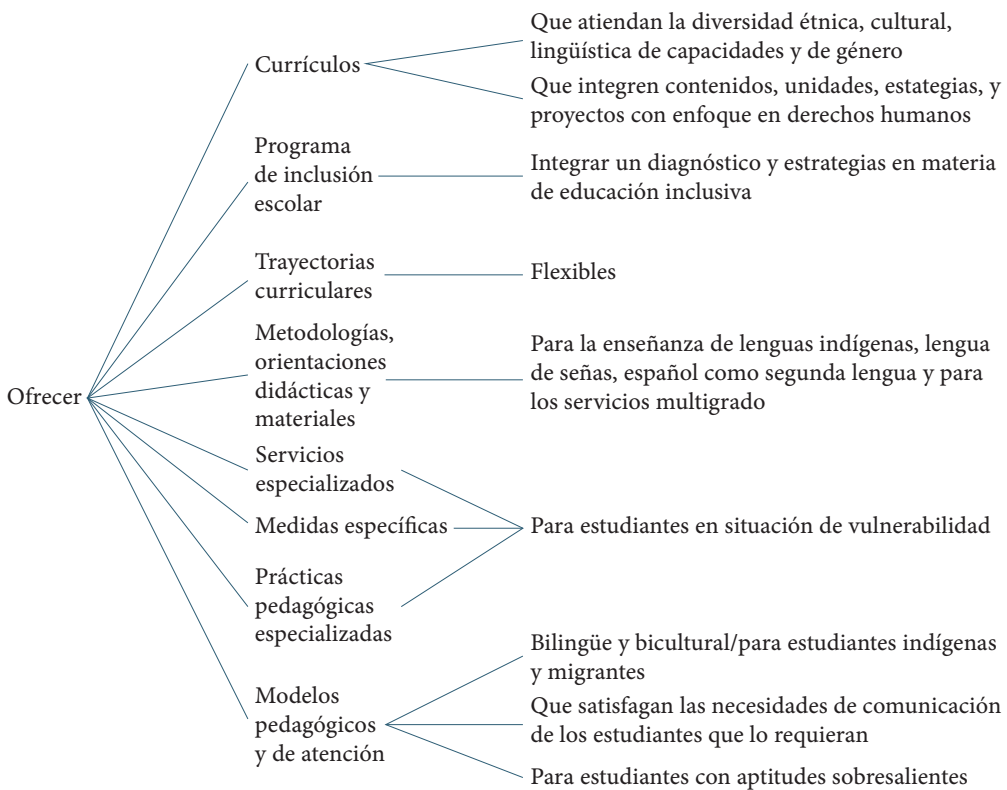 Ofrecer
Currículos
Que atiendan la diversidad étnica, cultural,
lingüística de capacidades y de género
Que integren contenidos, unidades, estategias, y
proyectos con enfoque en derechos humanos
Programa
de inclusión
escolar
Integrar un diagnóstico y estrategias en materia
de educación inclusiva
Trayectorias
curriculares
Flexibles
Metodologías,
orientaciones
didácticas y
materiales
Para la enseñanza de lenguas indígenas, lengua
de señas, español como segunda lengua y para
los servicios multigrado
Servicios
especializados
Medidas específicas
Prácticas
pedagógicas
especializadas
Para estudiantes en situación de vulnerabilidad
Modelos
pedagógicos
y de atención
Bilingüe y bicultural/para estudiantes indígenas
y migrantes
Que satisfagan las necesidades de comunicación
de los estudiantes que lo requieran
Para estudiantes con aptitudes sobresalientes